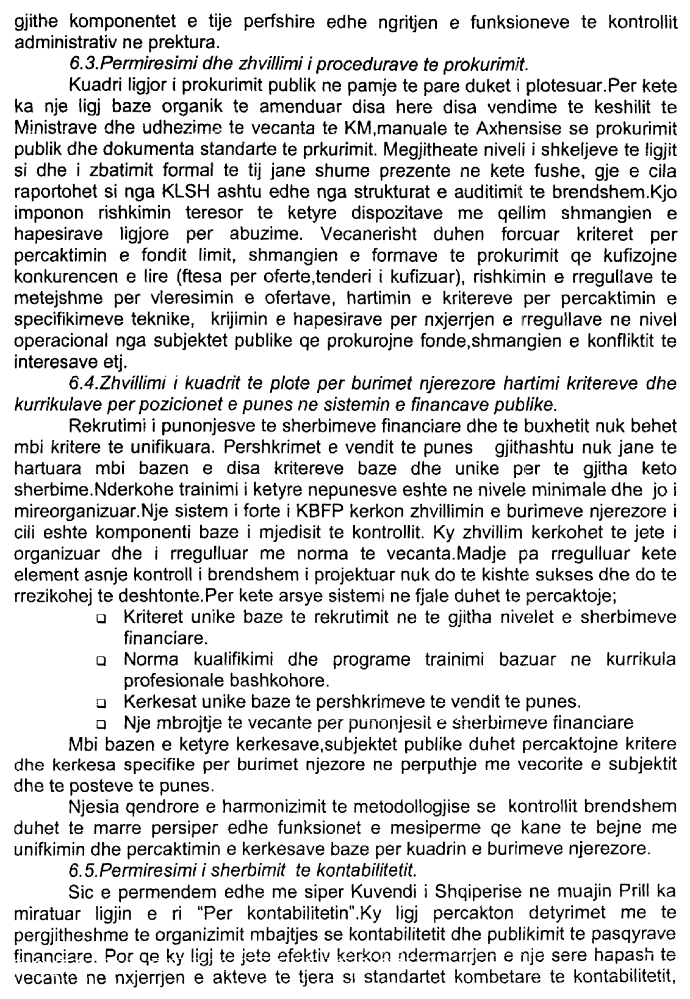 gjithe komponentet e tije perfshire edhe ngritjen e funksioneve te kontrollit
administrativ ne prektura.
6.3.Permiresimi dhe zhvillimi i procedurave te prokurimit.
Kuadri ligjor i prokurimit publik ne pamje te pare duket i plotesuar.Per kete
ka nje ligj baze organik te amenduar disa here disa vendime te keshilit te
Ministrave dhe udhezime te vecanta te KM,manuale te Axhensise se prokurimit
publik dhe dokumenta standarte te prkurimit. Megjitheate niveli i shkeljeve te ligjit
si dhe i zbatimit formal te tij jane shume prezente ne kete fushe, gje e cila
raportohet si nga KLSH ashtu edhe nga strukturat e auditimit te brendshem.Kjo
imponon rishkimin teresor te ketyre dispozitave me qellim shmangien e
hapesirave ligjore per abuzime. Vecanerisht duhen forcuar kriteret per
percaktimin e fondit limit, shmangien e formave te prokurimit qe kufizojne
konkurencen e lire (ftesa per oferte,tenderi i kufizuar), rishkimin e rregullave te
metejshme per vleresimin e ofertave, hartimin e kritereve per percaktimin e
specifikimeve teknike, krijimin e hapesirave per nxjerrjen e rregullave ne nivel
operacional nga subjektet publike qe prokurojne fonde,shmangien e konfliktit te
interesave etj.
6.4.Zhvillimi i kuadrit te plote per burimet njerezore hartimi kritereve dhe
kurrikulave per pozicionet e punes ne sistemin e financave publike.
Rekrutimi i punonjesve te sherbimeve financiare dhe te buxhetit nuk behet
mbi kritere te unifikuara. Pershkrimet e vendit te punes gjithashtu nuk jane te
hartuara mbi bazen e disa kritereve baze dhe unike per te gjitha keto
sherbime.Nderkohe trainimi i ketyre nepunesve eshte ne nivele minimale dhe jo i
mireorganizuar.Nje sistem i forte i KBFP kerkon zhvillimin e burimeve njerezore i
cili eshte komponenti baze i mjedisit te kontrollit. Ky zhvillim kerkohet te jete i
organizuar dhe i rregulluar me norma te vecanta.Madje pa rregulluar kete
element asnje kontroll i brendshem i projektuar nuk do te kishte sukses dhe do te
rrezikohej te deshtonte.Per kete arsye sistemi ne fjale duhet te percaktoje;
❑ Kriteret unike baze te rekrutimit ne te gjitha nivelet e sherbimeve
financiare.
❑ Norma kualifikimi dhe programe trainimi bazuar ne kurrikula
profesionale bashkohore.
❑ Kerkesat unike baze te pershkrimeve te vendit te punes.
❑ Nje mbrojtje te vecante per punonjesit e sherbimeve financiare
Mbi bazen e ketyre kerkesave,subjektet publike duhet percaktojne kritere
dhe kerkesa specifike per burimet njezore ne perputhje me vecorite e subjektit
dhe te posteve te punes.
Njesia qendrore e harmonizimit te metodollogjise se kontrollit brendshem
duhet te marre persiper edhe funksionet e mesiperme qe kane te bejne me
unifkimin dhe percaktimin e kerkesave baze per kuadrin e burimeve njerezore.
6.5.Permiresimi i sherbimit te kontabilitetit.
Sic e permendem edhe me siper Kuvendi i Shqiperise ne muajin Prill ka
miratuar ligjin e ri "Per kontabilitetin".Ky ligj percakton detyrimet me te
pergjitheshme te organizimit mbajtjes se kontabilitetit dhe publikimit te pasqyrave
financiare. Por qe ky ligj te jete efektiv kerkon ndermarrjen e nje sere hapash te
vecante ne nxjerrjen e akteve te tjera si standartet kombetare te kontabilitetit,